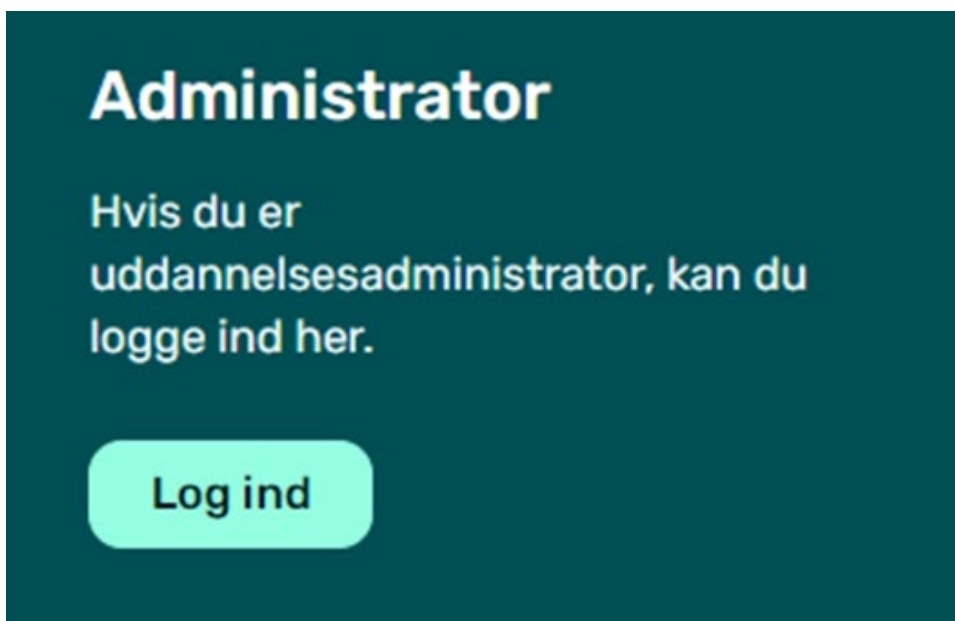 Administrator
Hvis du er
uddannelsesadministrator, kan du
logge ind her.
Log ind